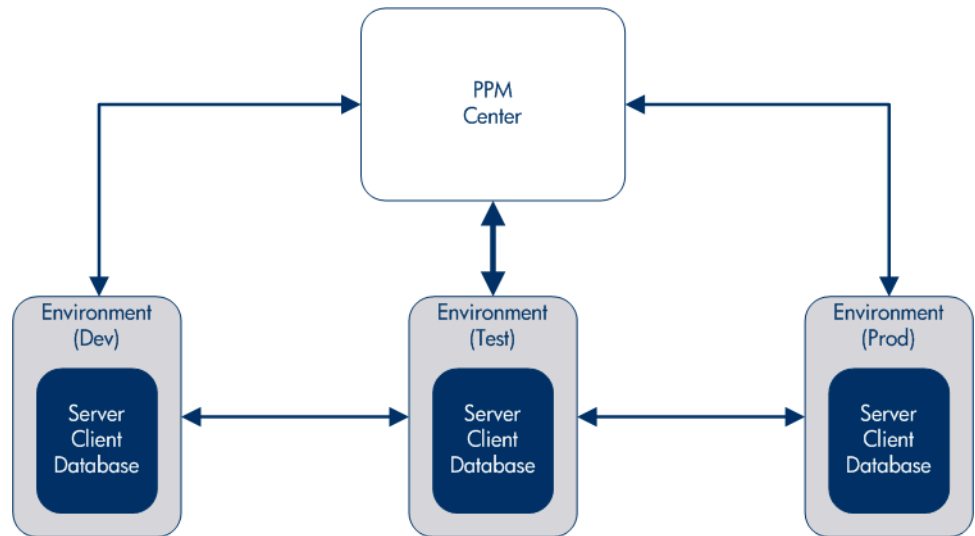 PPM
Center
Environment
(Dev)
Server
Client
Database
Environment
(Test)
Server
Client
Database
Environment
(Prod)
Server
Client
Database